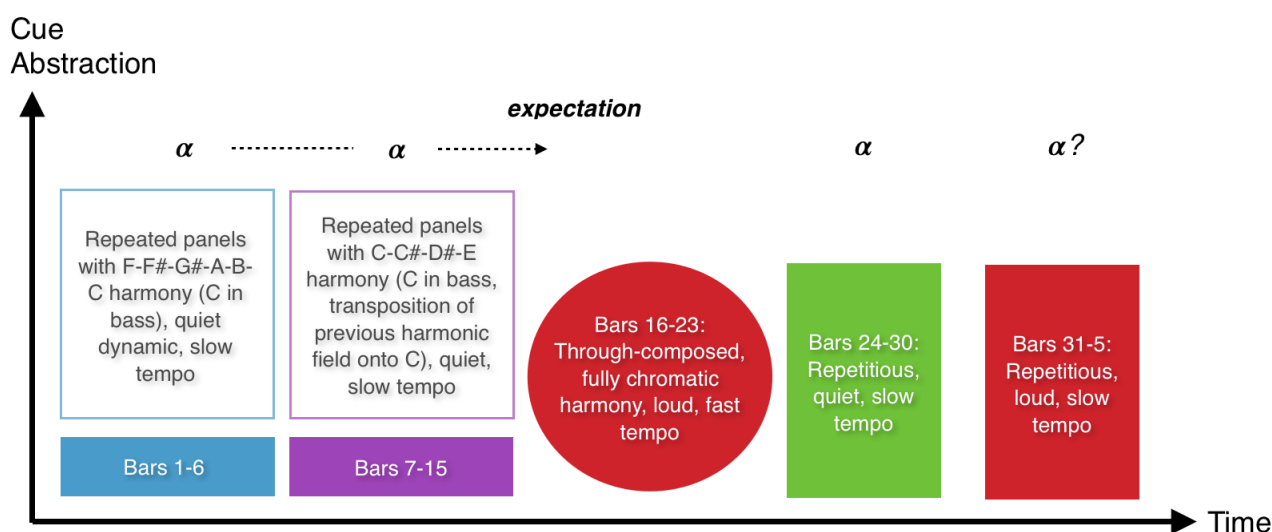 Cue
Abstraction
expectation
α
α
α
α?
Repeated panels
with F-F#-G#-A-B-
C harmony (C in
bass), quiet
dynamic, slow
tempo
Repeated panels
with C-C#-D#-E
harmony (C in bass,
transposition of
previous harmonic
field onto C), quiet,
slow tempo
Bars 16-23:
Through-composed,
fully chromatic
harmony, loud, fast
tempo
Bars 24-30:
Repetitious,
quiet, slow
tempo
Bars 31-5:
Repetitious,
loud, slow
tempo
Bars 1-6
Bars 7-15
Time